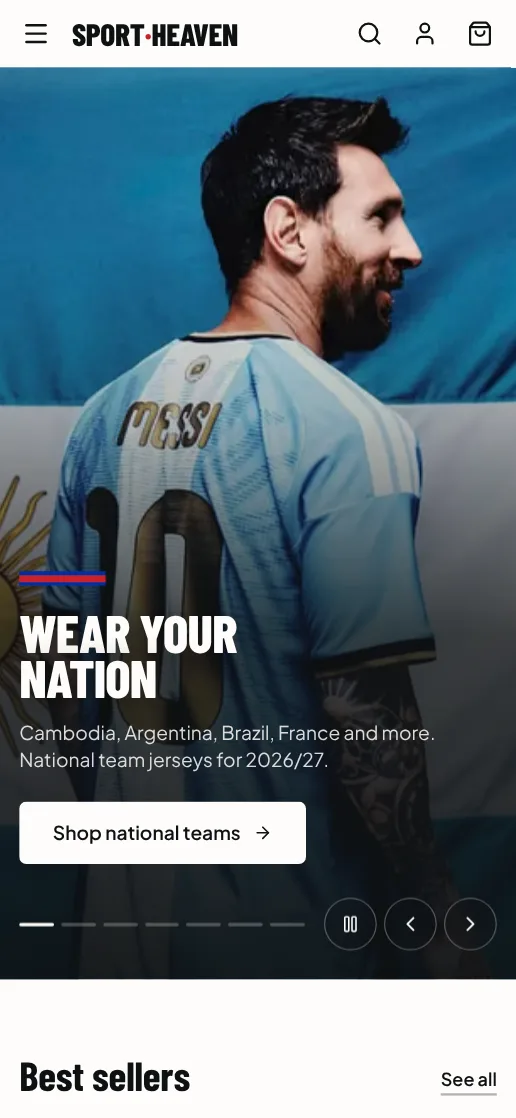 SPORT·HEAVEN
MESSI
10
WEAR YOUR
NATION
Cambodia, Argentina, Brazil, France and more.
National team jerseys for 2026/27.
Shop national teams →
Best sellers
See all